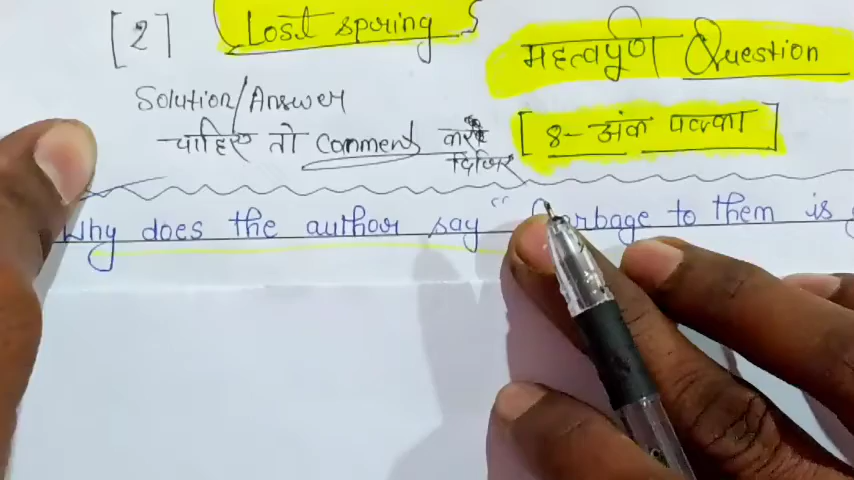 [2] Lost spring
महत्वपूर्ण Question
Solution/Answer
चाहिए तो Comment कर दिजिए
[8-अंक पक्का]
Why does the author say " Garbage to them is